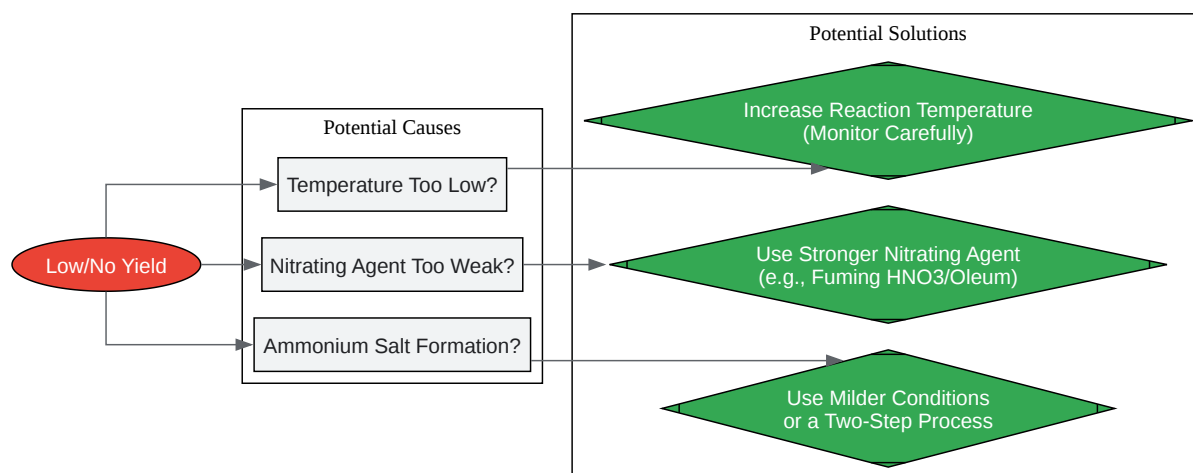 Potential Solutions
Increase Reaction Temperature
(Monitor Carefully)
Potential Causes
Temperature Too Low?
Low/No Yield
Nitrating Agent Too Weak?
Use Stronger Nitrating Agent
(e.g., Fuming HNO3/Oleum)
Ammonium Salt Formation?
Use Milder Conditions
or a Two-Step Process